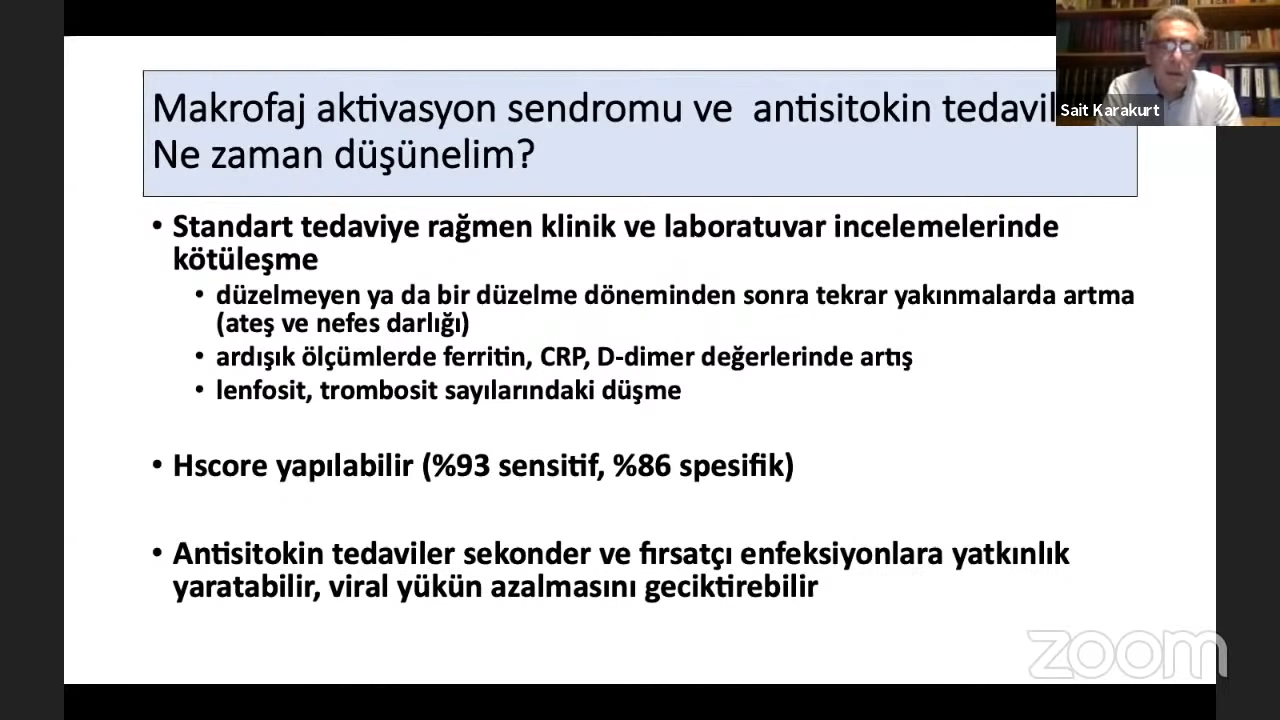 Makrofaj aktivasyon sendromu ve antisitokin tedavil
Ne zaman düşünelim?
Sait Karakurt
• Standart tedaviye rağmen klinik ve laboratuvar incelemelerinde
kötüleşme
• düzelmeyen ya da bir düzelme döneminden sonra tekrar yakınmalarda artma
(ateş ve nefes darlığı)
• ardışık ölçümlerde ferritin, CRP, D-dimer değerlerinde artış
• lenfosit, trombosit sayılarındaki düşme
• Hscore yapılabilir (%93 sensitif, %86 spesifik)
• Antisitokin tedaviler sekonder ve fırsatçı enfeksiyonlara yatkınlık
yaratabilir, viral yükün azalmasını geciktirebilir
zoom